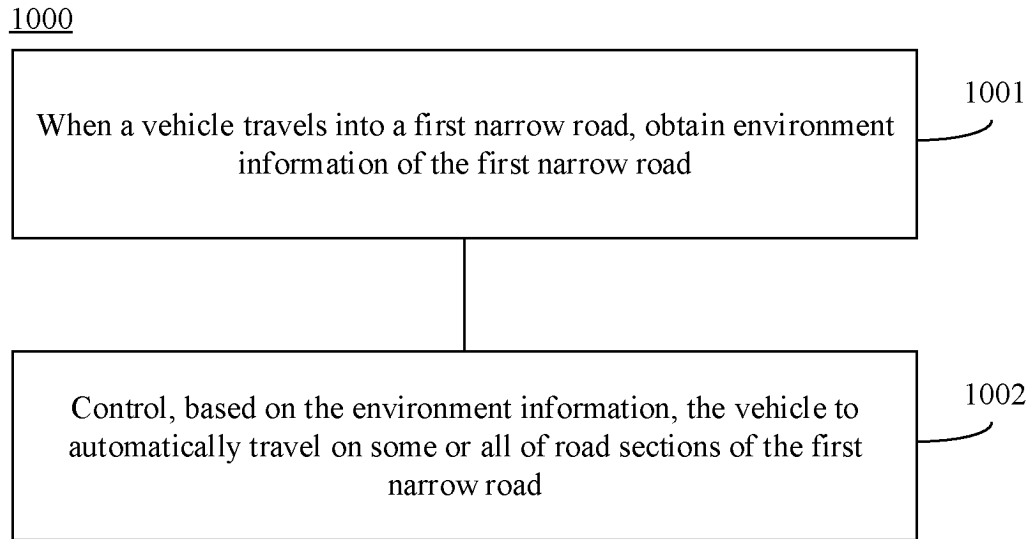 1000
When a vehicle travels into a first narrow road, obtain environment
information of the first narrow road
1001
Control, based on the environment information, the vehicle to
automatically travel on some or all of road sections of the first
narrow road
1002